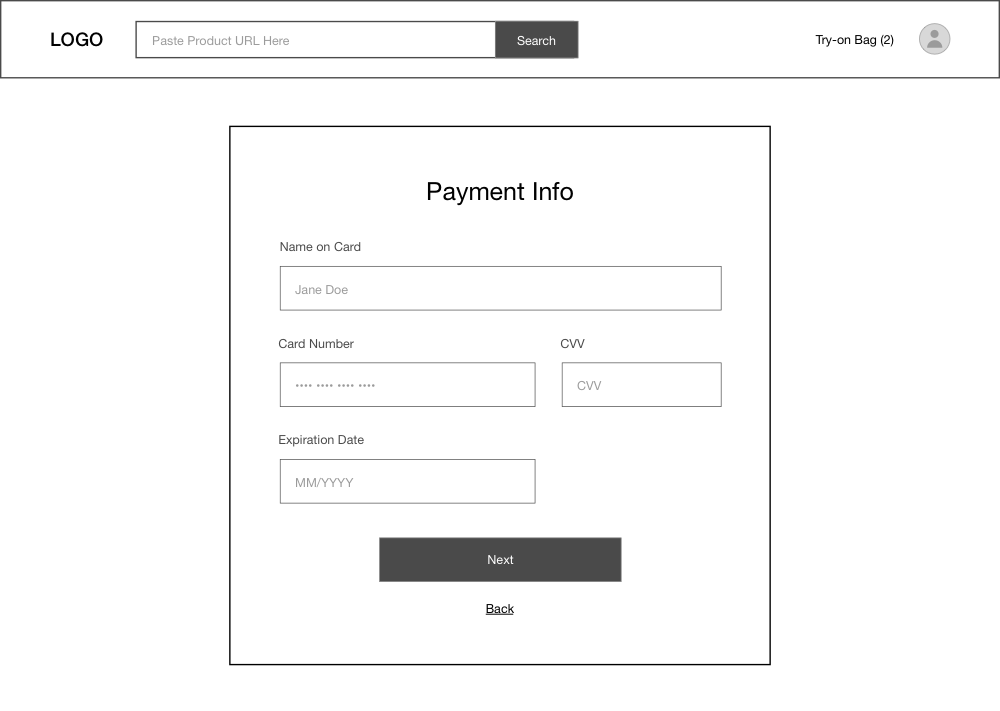 LOGO
Paste Product URL Here
Search
Try-on Bag (2)
Payment Info
Name on Card
Jane Doe
Card Number
CVV
•••• •••• •••• ••••
CVV
Expiration Date
MM/YYYY
Next
Back